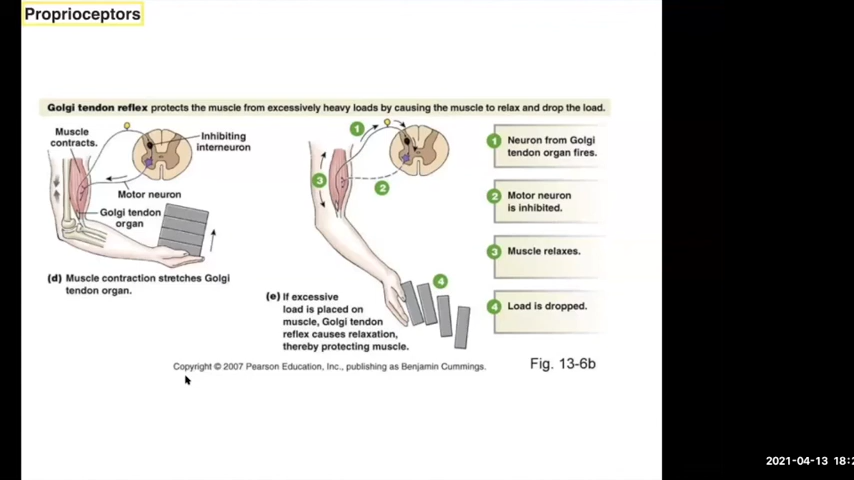 Proprioceptors
Golgi tendon reflex protects the muscle from excessively heavy loads by causing the muscle to relax and drop the load.
Muscle
contracts.
Inhibiting
interneuron
Motor neuron
Golgi tendon
organ
(d) Muscle contraction stretches Golgi
tendon organ.
1
2
3
4
(e) If excessive
load is placed on
muscle, Golgi tendon
reflex causes relaxation,
thereby protecting muscle.
1 Neuron from Golgi
tendon organ fires.
2 Motor neuron
is inhibited.
3 Muscle relaxes.
4 Load is dropped.
Copyright © 2007 Pearson Education, Inc., publishing as Benjamin Cummings.
Fig. 13-6b
2021-04-13 18: